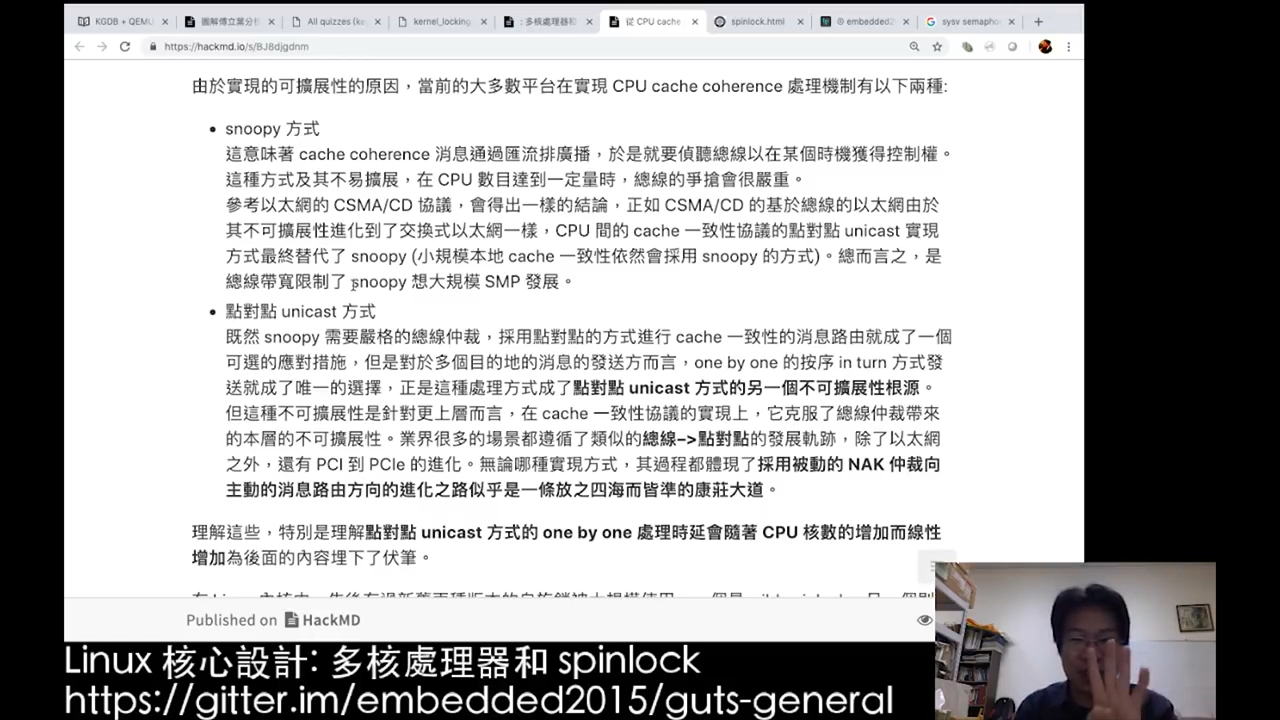 KGDB + QEMU
圖解傅立葉分析
All quizzes (ke
kernel_locking
: 多核處理器和
從 CPU cache
spinlock.html
embedded2
sysv semapho
https://hackmd.io/s/BJ8djgdnm
由於實現的可擴展性的原因，當前的大多數平台在實現 CPU cache coherence 處理機制有以下兩種:
• snoopy 方式
這意味著 cache coherence 消息通過匯流排廣播，於是就要偵聽總線以在某個時機獲得控制權。
這種方式及其不易擴展，在 CPU 數目達到一定量時，總線的爭搶會很嚴重。
參考以太網的 CSMA/CD 協議，會得出一樣的結論，正如 CSMA/CD 的基於總線的以太網由於
其不可擴展性進化到了交換式以太網一樣，CPU 間的 cache 一致性協議的點對點 unicast 實現
方式最終替代了 snoopy (小規模本地 cache 一致性依然會採用 snoopy 的方式)。總而言之，是
總線帶寬限制了 snoopy 想大規模 SMP 發展。
• 點對點 unicast 方式
既然 snoopy 需要嚴格的總線仲裁，採用點對點的方式進行 cache 一致性的消息路由就成了一個
可選的應對措施，但是對於多個目的地的消息的發送方而言，one by one 的按序 in turn 方式發
送就成了唯一的選擇，正是這種處理方式成了點對點 unicast 方式的另一個不可擴展性根源。
但這種不可擴展性是針對更上層而言，在 cache 一致性協議的實現上，它克服了總線仲裁帶來
的本層的不可擴展性。業界很多的場景都遵循了類似的總線–>點對點的發展軌跡，除了以太網
之外，還有 PCI 到 PCIe 的進化。無論哪種實現方式，其過程都體現了採用被動的 NAK 仲裁向
主動的消息路由方向的進化之路似乎是一條放之四海而皆準的康莊大道。
理解這些，特別是理解點對點 unicast 方式的 one by one 處理時延會隨著 CPU 核數的增加而線性
增加為後面的內容埋下了伏筆。
Published on HackMD
Linux 核心設計: 多核處理器和 spinlock
https://gitter.im/embedded2015/guts-general